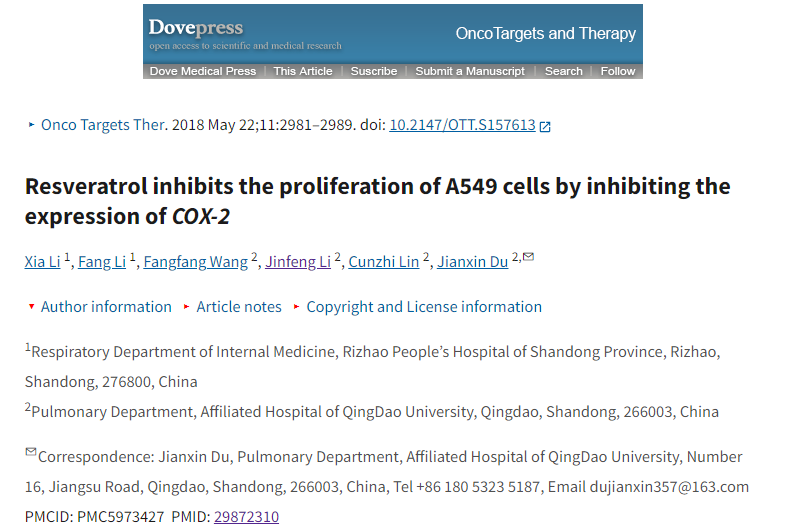 Dovepress
open access to scientific and medical research
OncoTargets and Therapy
Dove Medical Press | This Article | Suscribe | Submit a Manuscript | Search | Follow
Onco Targets Ther. 2018 May 22;11:2981–2989. doi: 10.2147/OTT.S157613
Resveratrol inhibits the proliferation of A549 cells by inhibiting the
expression of COX-2
Xia Li 1, Fang Li 1, Fangfang Wang 2, Jinfeng Li 2, Cunzhi Lin 2, Jianxin Du 2,✉
▾ Author information ▸ Article notes ▸ Copyright and License information
1Respiratory Department of Internal Medicine, Rizhao People’s Hospital of Shandong Province, Rizhao,
Shandong, 276800, China
2Pulmonary Department, Affiliated Hospital of QingDao University, Qingdao, Shandong, 266003, China
✉Correspondence: Jianxin Du, Pulmonary Department, Affiliated Hospital of QingDao University, Number
16, Jiangsu Road, Qingdao, Shandong, 266003, China, Tel +86 180 5323 5187, Email dujianxin357@163.com
PMCID: PMC5973427 PMID: 29872310